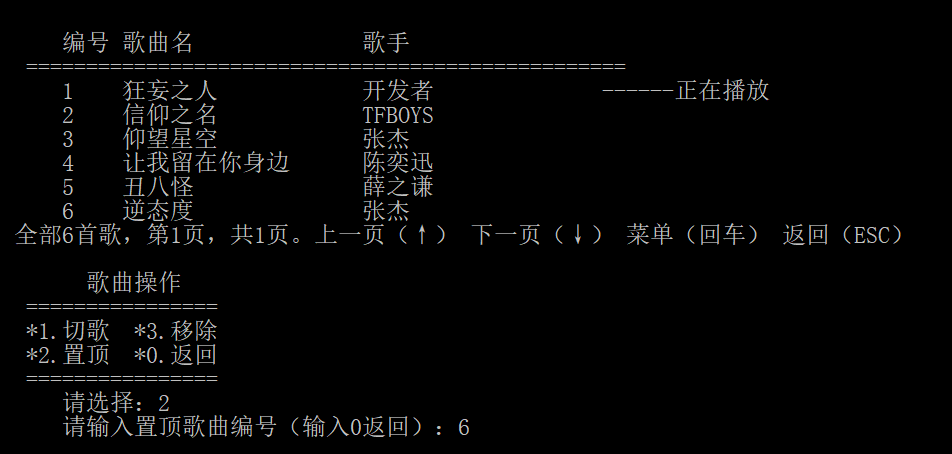 编号 歌曲名 歌手
==================================================
1 狂妄之人 开发者 ------正在播放
2 信仰之名 TFBOYS
3 仰望星空 张杰
4 让我留在你身边 陈奕迅
5 丑八怪 薛之谦
6 逆态度 张杰
全部6首歌，第1页，共1页。上一页（↑） 下一页（↓） 菜单（回车） 返回（ESC）
歌曲操作
================
*1.切歌 *3.移除
*2.置顶 *0.返回
================
请选择：2
请输入置顶歌曲编号（输入0返回）：6